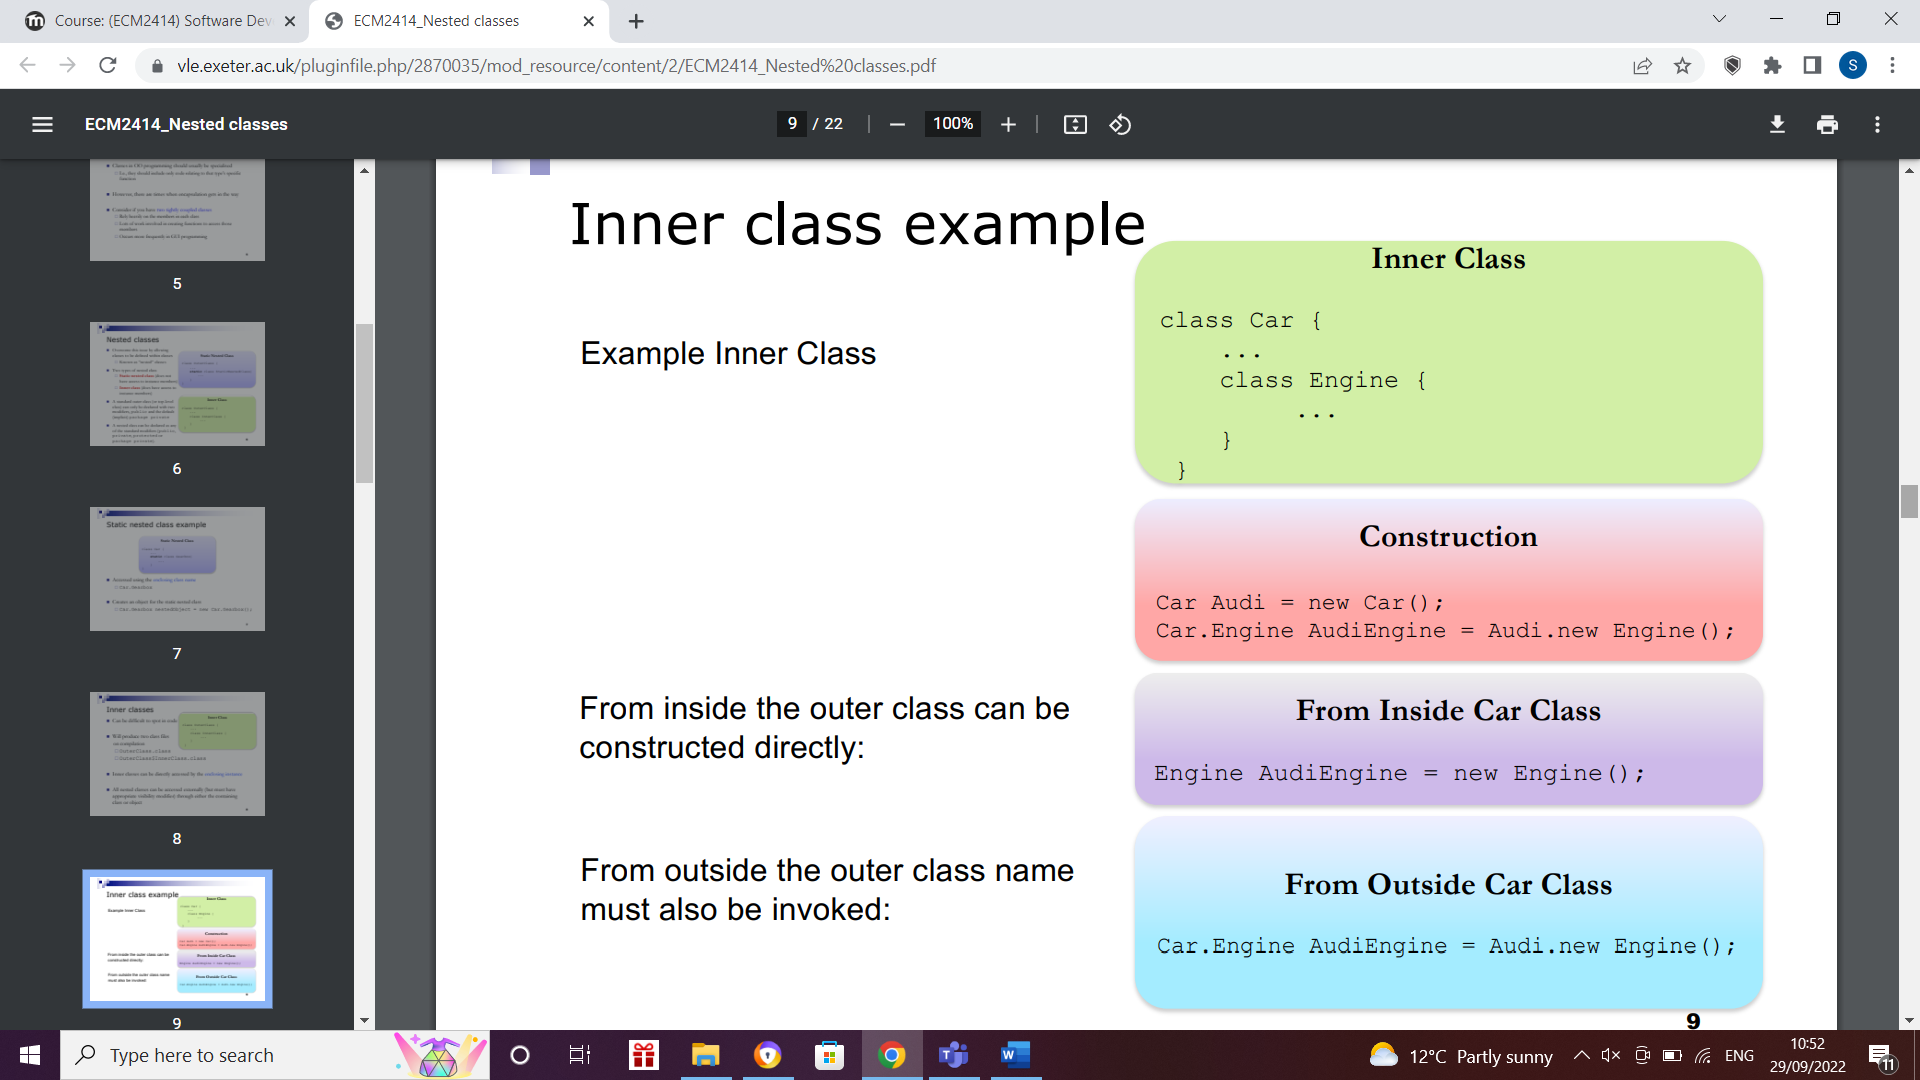 Course: (ECM2414) Software Dev
ECM2414_Nested classes
vle.exeter.ac.uk/pluginfile.php/2870035/mod_resource/content/2/ECM2414_Nested%20classes.pdf
S
ECM2414_Nested classes
9 / 22
100%
5
Nested classes
6
Static nested class example
7
Inner classes
8
Inner class example
9
Inner class example
Example Inner Class
Inner Class
class Car {
...
class Engine {
...
}
}
Construction
Car Audi = new Car();
Car.Engine AudiEngine = Audi.new Engine();
From inside the outer class can be
constructed directly:
From Inside Car Class
Engine AudiEngine = new Engine();
From outside the outer class name
must also be invoked:
From Outside Car Class
Car.Engine AudiEngine = Audi.new Engine();
9
Type here to search
12°C Partly sunny
ENG
10:52
29/09/2022
11